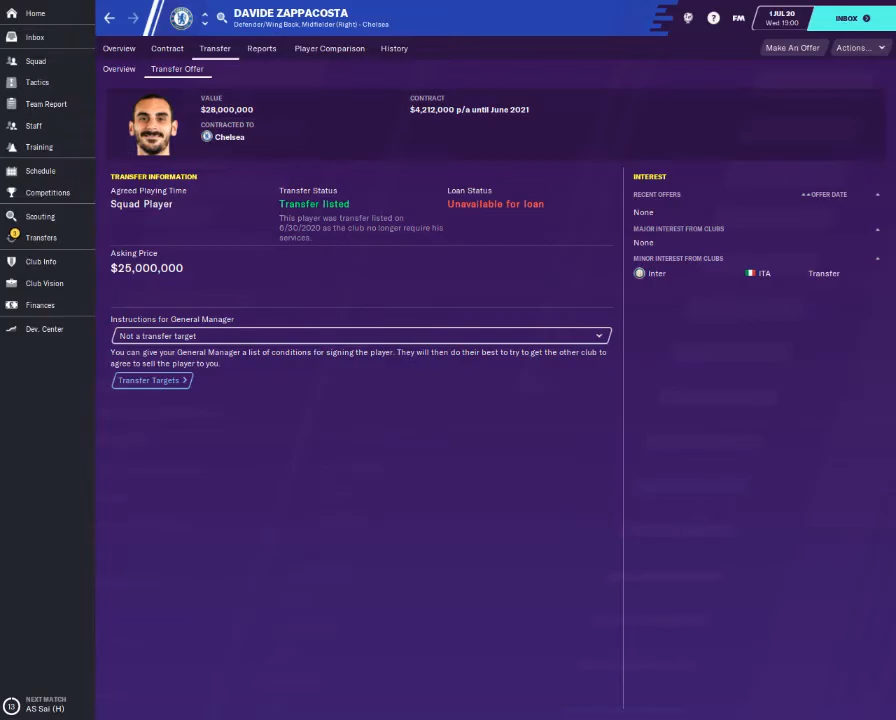 Home
Inbox
Squad
Tactics
Team Report
Staff
Training
Schedule
Competitions
Scouting
1
Transfers
Club Info
Club Vision
Finances
Dev. Center
13
NEXT MATCH
AS Sai (H)
DAVIDE ZAPPACOSTA
Defender/Wing Back, Midfielder (Right) - Chelsea
? FM
1 JUL 20
Wed 19:00
INBOX
Overview Contract Transfer Reports Player Comparison History
Make An Offer Actions...
Overview Transfer Offer
VALUE
$28,000,000
CONTRACTED TO
Chelsea
CONTRACT
$4,212,000 p/a until June 2021
TRANSFER INFORMATION
Agreed Playing Time
Squad Player
Transfer Status
Transfer listed
This player was transfer listed on
6/30/2020 as the club no longer require his
services.
Loan Status
Unavailable for loan
Asking Price
$25,000,000
Instructions for General Manager
Not a transfer target
You can give your General Manager a list of conditions for signing the player. They will then do their best to try to get the other club to
agree to sell the player to you.
Transfer Targets
INTEREST
RECENT OFFERS OFFER DATE
None
MAJOR INTEREST FROM CLUBS
None
MINOR INTEREST FROM CLUBS
Inter ITA Transfer